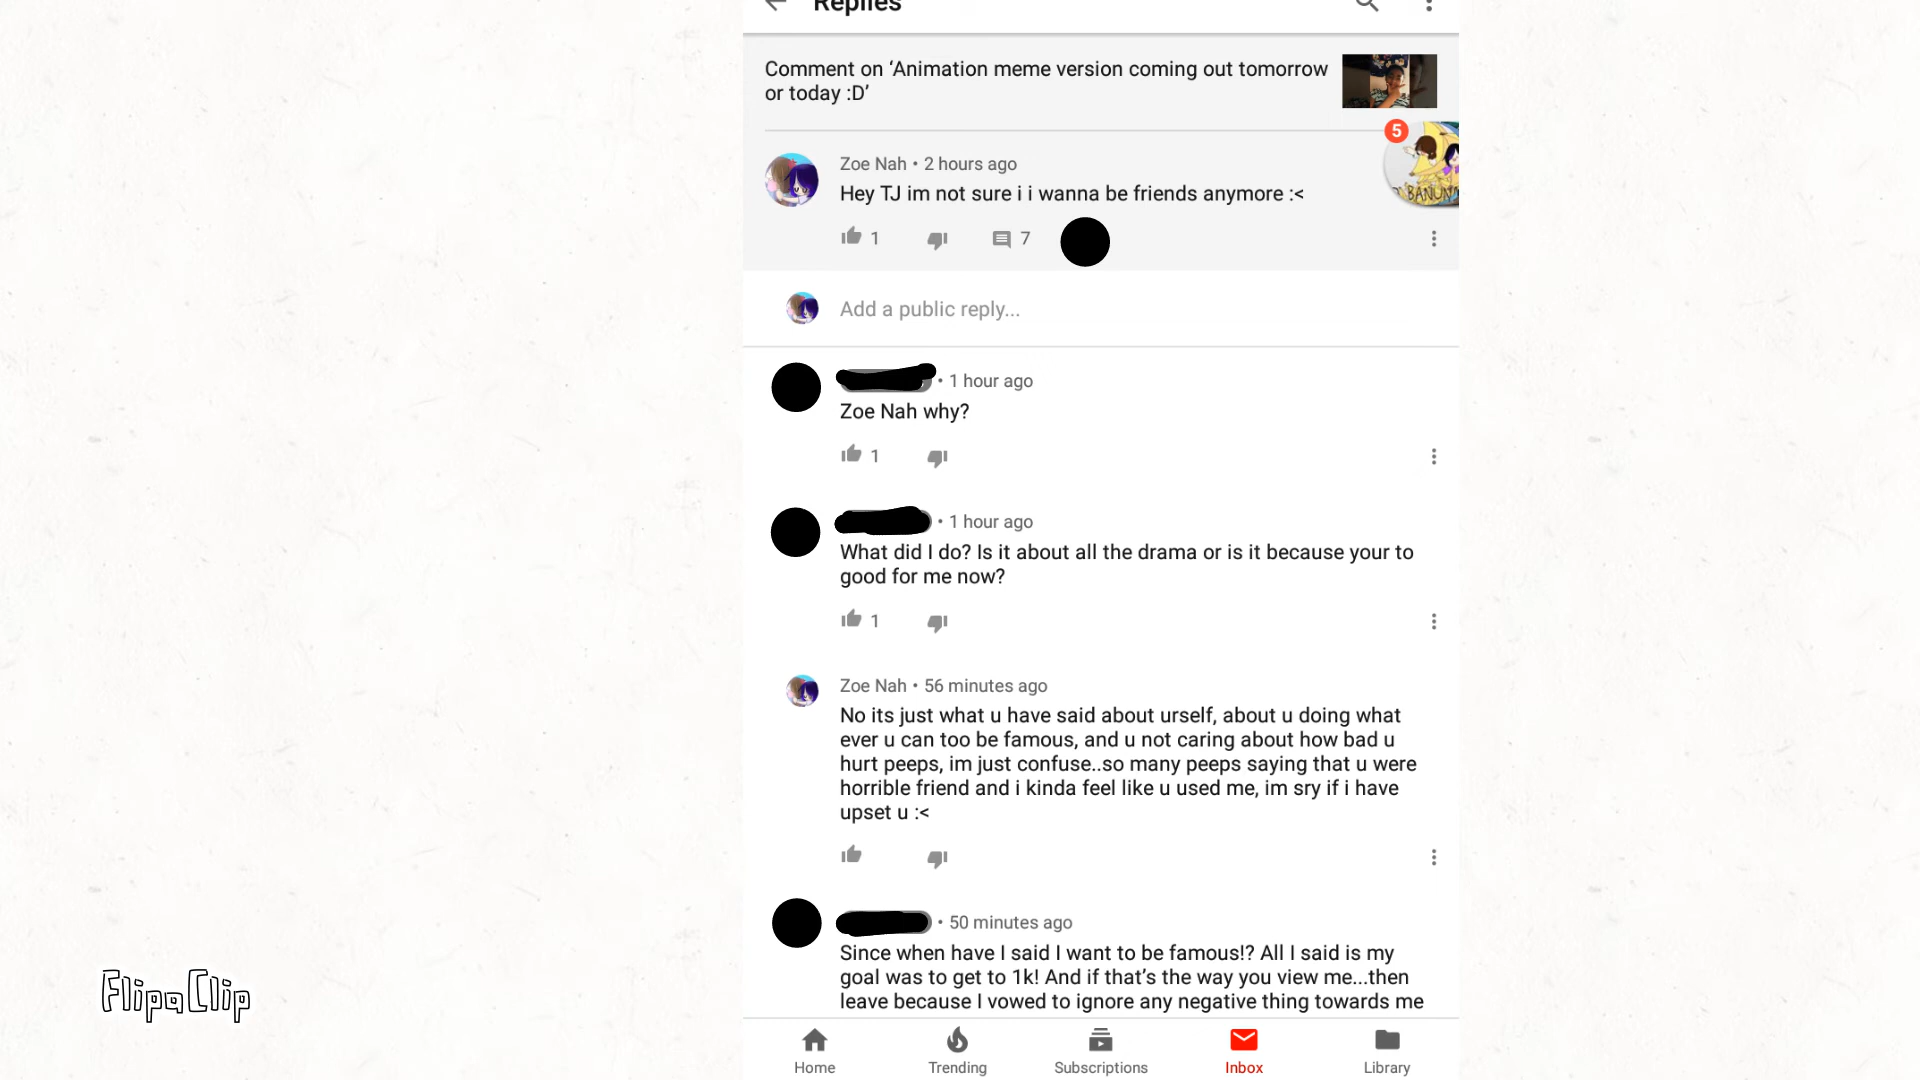 Replies
Comment on ‘Animation meme version coming out tomorrow
or today :D’
5
BANUN
Zoe Nah • 2 hours ago
Hey TJ im not sure i i wanna be friends anymore :<
1
7
Add a public reply...
• 1 hour ago
Zoe Nah why?
1
• 1 hour ago
What did I do? Is it about all the drama or is it because your to
good for me now?
1
Zoe Nah • 56 minutes ago
No its just what u have said about urself, about u doing what
ever u can too be famous, and u not caring about how bad u
hurt peeps, im just confuse..so many peeps saying that u were
horrible friend and i kinda feel like u used me, im sry if i have
upset u :<
• 50 minutes ago
Since when have I said I want to be famous!? All I said is my
goal was to get to 1k! And if that’s the way you view me...then
leave because I vowed to ignore any negative thing towards me
FlipaClip
Home
Trending
Subscriptions
Inbox
Library